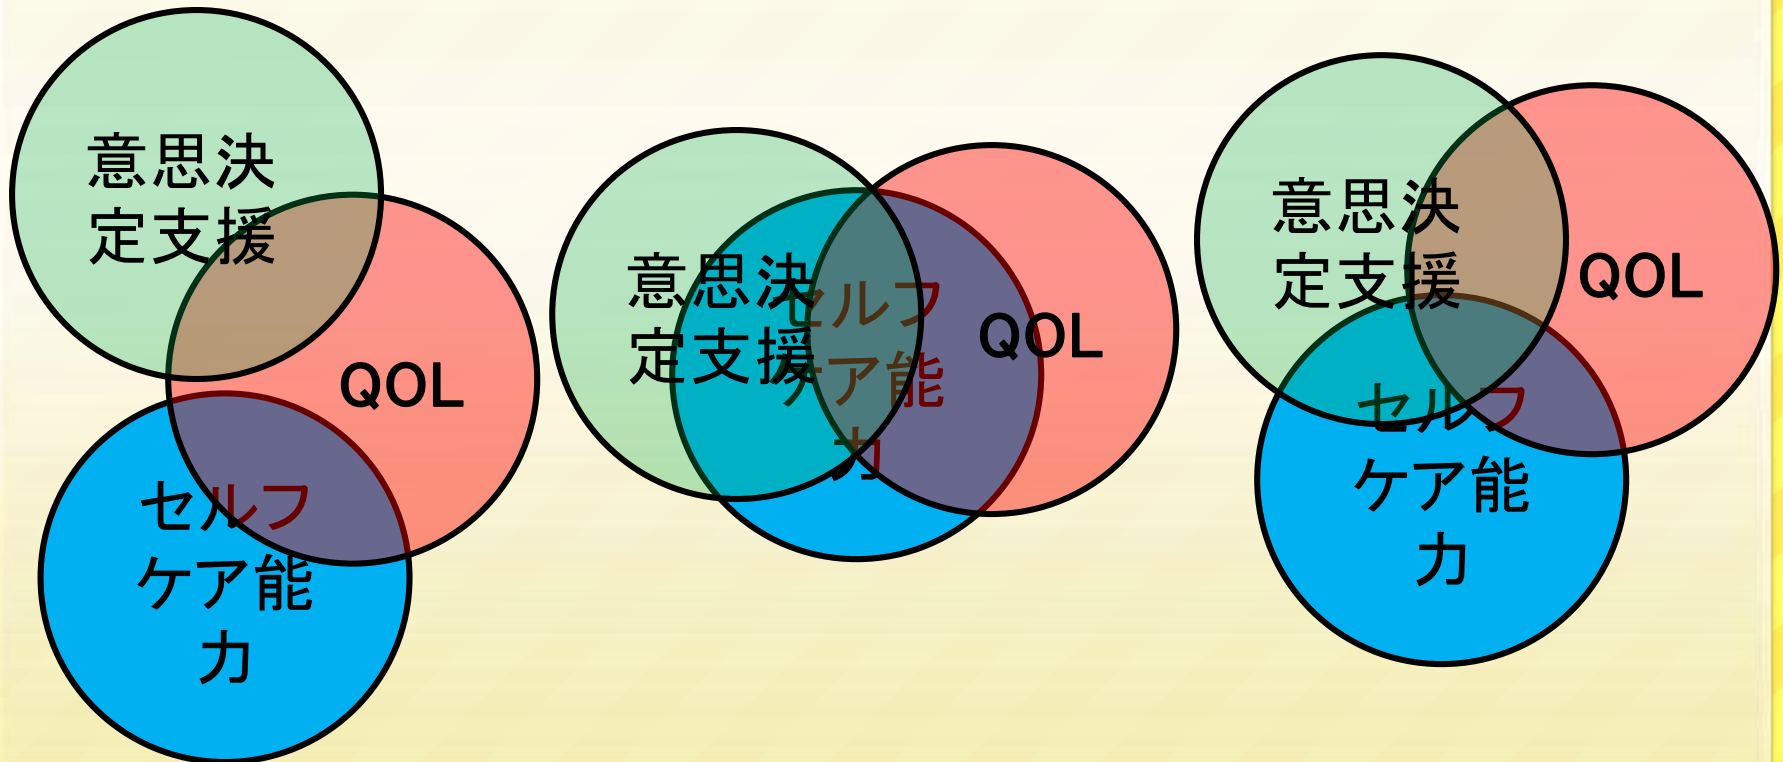 意思決
定支援
QOL
セルフ
ケア能
力
意思決
定支援
セルフ
ケア能
力
QOL
意思決
定支援
QOL
セルフ
ケア能
力